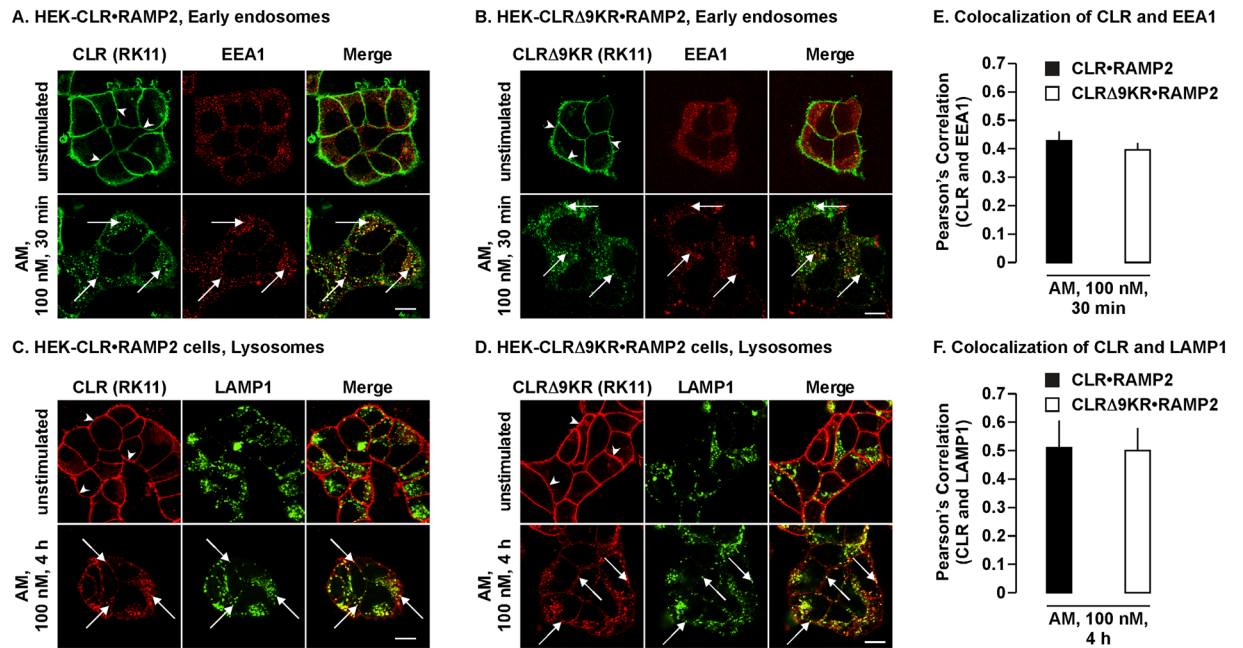 A. HEK-CLR•RAMP2, Early endosomes
CLR (RK11) EEA1 Merge
unstimulated
AM,
100 nM, 30 min
B. HEK-CLRΔ9KR•RAMP2, Early endosomes
CLRΔ9KR (RK11) EEA1 Merge
unstimulated
AM,
100 nM, 30 min
E. Colocalization of CLR and EEA1
CLR•RAMP2
CLRΔ9KR•RAMP2
Pearson's Correlation
(CLR and EEA1)
0.7
0.6
0.5
0.4
0.3
0.2
0.1
0
AM, 100 nM,
30 min
C. HEK-CLR•RAMP2 cells, Lysosomes
CLR (RK11) LAMP1 Merge
unstimulated
AM,
100 nM, 4 h
D. HEK-CLRΔ9KR•RAMP2 cells, Lysosomes
CLRΔ9KR (RK11) LAMP1 Merge
unstimulated
AM,
100 nM, 4 h
F. Colocalization of CLR and LAMP1
CLR•RAMP2
CLRΔ9KR•RAMP2
Pearson's Correlation
(CLR and LAMP1)
0.7
0.6
0.5
0.4
0.3
0.2
0.1
0
AM, 100 nM,
4 h